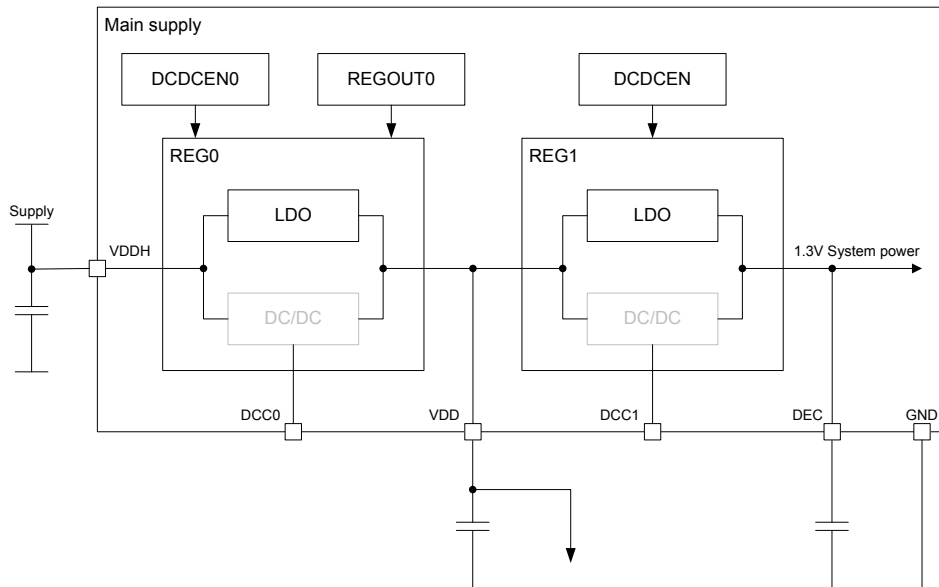 Main supply
DCDCEN0
REGOUT0
DCDCEN
REG0
REG1
LDO
LDO
Supply
VDDH
1.3V System power
DC/DC
DC/DC
DCC0
VDD
DCC1
DEC
GND